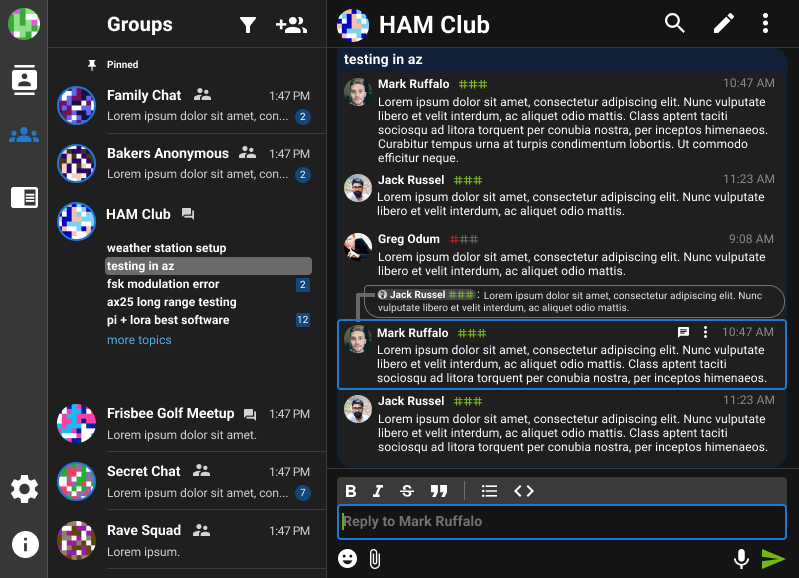 Groups
Pinned
Family Chat 1:47 PM
Lorem ipsum dolor sit amet, con... 2
Bakers Anonymous 1:47 PM
Lorem ipsum dolor sit amet, con... 2
HAM Club
weather station setup
testing in az
fsk modulation error 2
ax25 long range testing
pi + lora best software 12
more topics
Frisbee Golf Meetup 1:47 PM
Lorem ipsum dolor sit amet.
Secret Chat 1:47 PM
Lorem ipsum dolor sit amet, con... 7
Rave Squad 1:47 PM
Lorem ipsum.
HAM Club
testing in az
Mark Ruffalo ### 10:47 AM
Lorem ipsum dolor sit amet, consectetur adipiscing elit. Nunc vulputate
libero et velit interdum, ac aliquet odio mattis. Class aptent taciti
sociosqu ad litora torquent per conubia nostra, per inceptos himenaeos.
Curabitur tempus urna at turpis condimentum lobortis. Ut commodo
efficitur neque.
Jack Russel ### 11:23 AM
Lorem ipsum dolor sit amet, consectetur adipiscing elit. Nunc vulputate
libero et velit interdum, ac aliquet odio mattis.
Greg Odum ### 9:08 AM
Lorem ipsum dolor sit amet, consectetur adipiscing elit. Nunc vulputate
libero et velit interdum, ac aliquet odio mattis.
Jack Russel ### : Lorem ipsum dolor sit amet, consectetur adipiscing elit. Nunc
vulputate libero et velit interdum, ac aliquet odio mattis.
Mark Ruffalo ### 10:47 AM
Lorem ipsum dolor sit amet, consectetur adipiscing elit. Nunc vulputate
libero et velit interdum, ac aliquet odio mattis. Class aptent taciti
sociosqu ad litora torquent per conubia nostra, per inceptos himenaeos.
Jack Russel ### 11:23 AM
Lorem ipsum dolor sit amet, consectetur adipiscing elit. Nunc vulputate
libero et velit interdum, ac aliquet odio mattis. Class aptent taciti
sociosqu ad litora torquent per conubia nostra, per inceptos himenaeos.
B I S
Reply to Mark Ruffalo